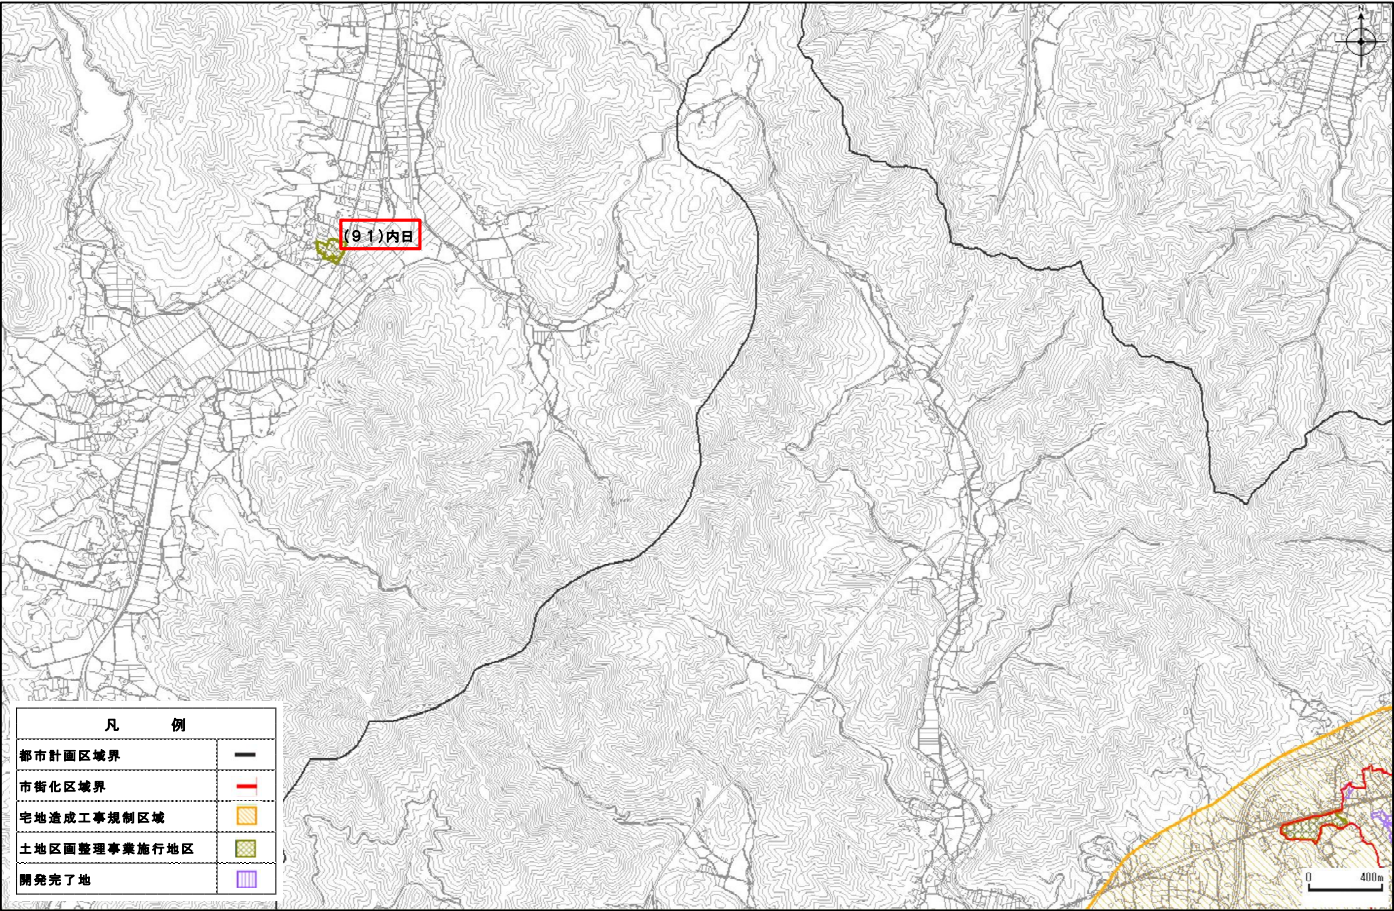 N
(91)内日
凡 例
都市計画区域界
市街化区域界
宅地造成工事規制区域
土地区画整理事業施行地区
開発完了地
0 400m